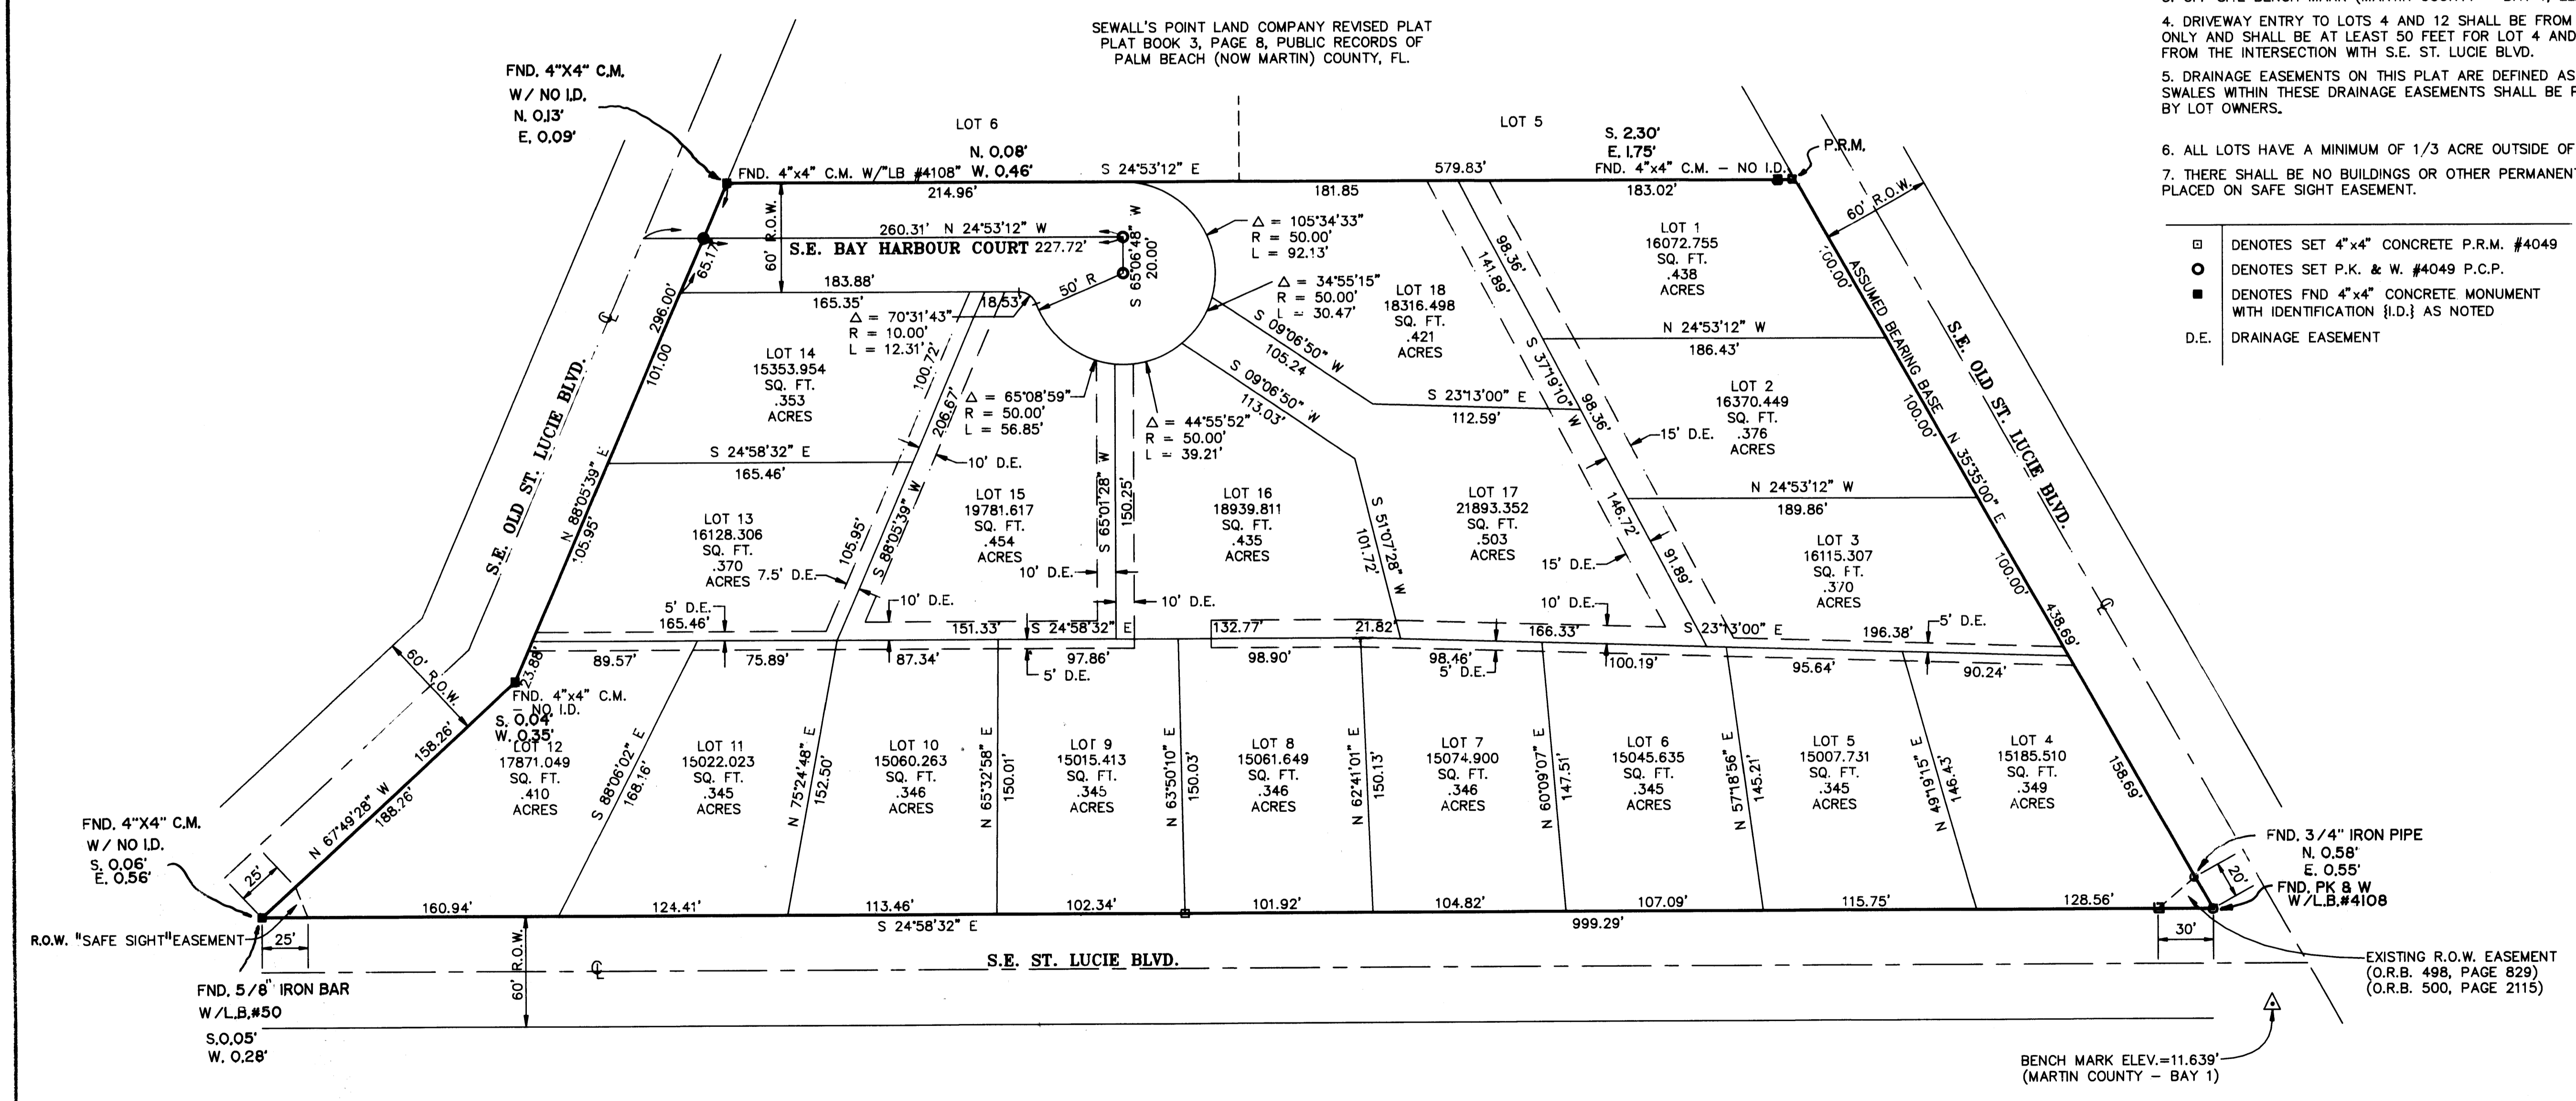 SEWALL'S POINT LAND COMPANY REVISED PLAT
PLAT BOOK 3, PAGE 8, PUBLIC RECORDS OF
PALM BEACH (NOW MARTIN) COUNTY, FL.
4. DRIVEWAY ENTRY TO LOTS 4 AND 12 SHALL BE FROM
ONLY AND SHALL BE AT LEAST 50 FEET FOR LOT 4 AND
FROM THE INTERSECTION WITH S.E. ST. LUCIE BLVD.
5. DRAINAGE EASEMENTS ON THIS PLAT ARE DEFINED AS
SWALES WITHIN THESE DRAINAGE EASEMENTS SHALL BE
BY LOT OWNERS.
6. ALL LOTS HAVE A MINIMUM OF 1/3 ACRE OUTSIDE OF
7. THERE SHALL BE NO BUILDINGS OR OTHER PERMANENT
PLACED ON SAFE SIGHT EASEMENT.
DENOTES SET 4"x4" CONCRETE P.R.M. #4049
DENOTES SET P.K. & W. #4049 P.C.P.
DENOTES FND 4"x4" CONCRETE MONUMENT
WITH IDENTIFICATION {I.D.} AS NOTED
D.E. DRAINAGE EASEMENT
FND. 4"X4" C.M.
W/ NO I.D.
N. 0.13'
E. 0.09'
LOT 6
LOT 5
N. 0.08'
FND. 4"x4" C.M. W/"LB #4108" W. 0.46'
S 24°53'12" E
579.83'
S. 2.30'
E. 1.75'
FND. 4"x4" C.M. - NO I.D.
P.R.M.
214.96'
181.85
183.02'
60' R.O.W.
60' R.O.W.
260.31' N 24°53'12" W
S.E. BAY HARBOUR COURT 227.72'
S 65°06'48" W
20.00'
50' R
65.17
183.88'
165.35'
18.53'
Δ = 105°34'33"
R = 50.00'
L = 92.13'
Δ = 34°55'15"
R = 50.00'
L = 30.47'
Δ = 70°31'43"
R = 10.00'
L = 12.31'
Δ = 65°08'59"
R = 50.00'
L = 56.85'
Δ = 44°55'52"
R = 50.00'
L = 39.21'
LOT 1
16072.755
SQ. FT.
.438
ACRES
LOT 18
18316.498
SQ. FT.
.421
ACRES
98.36'
141.89'
100.00'
ASSUMED BEARING BASE
N 24°53'12" W
186.43'
S.E. OLD ST. LUCIE BLVD.
296.00'
101.00
LOT 14
15353.954
SQ. FT.
.353
ACRES
100.72'
206.67'
S 09°06'50" W
105.24
S 09°06'50" W
113.03'
S 37°19'10" W
98.36'
S 23°13'00" E
112.59'
LOT 2
16370.449
SQ. FT.
.376
ACRES
100.00'
S.E. OLD ST. LUCIE BLVD.
N 35°35'00" E
15' D.E.
S 24°58'32" E
165.46'
10' D.E.
N 88°05'39" E
105.95'
LOT 13
16128.306
SQ. FT.
.370
ACRES
7.5' D.E.
105.95'
S 88°05'39" W
LOT 15
19781.617
SQ. FT.
.454
ACRES
S 65°01'28" W
150.25'
LOT 16
18939.811
SQ. FT.
.435
ACRES
S 51°07'28" W
101.72'
LOT 17
21893.352
SQ. FT.
.503
ACRES
146.72'
91.89'
15' D.E.
N 24°53'12" W
189.86'
LOT 3
16115.307
SQ. FT.
.370
ACRES
100.00'
438.69'
10' D.E.
10' D.E.
10' D.E.
10' D.E.
5' D.E.
165.46'
151.33'
S 24°58'32" E
132.77'
21.82'
166.33'
S 23°13'00" E
196.38'
5' D.E.
89.57'
75.89'
87.34'
97.86'
98.90'
98.46'
100.19'
95.64'
90.24'
5' D.E.
5' D.E.
23.88'
60' R.O.W.
FND. 4"x4" C.M.
- NO I.D.
S. 0.04'
W. 0.35'
158.26'
N 67°49'28" W
188.26'
LOT 12
17871.049
SQ. FT.
.410
ACRES
S 88°06'02" E
168.16'
LOT 11
15022.023
SQ. FT.
.345
ACRES
N 75°24'48" E
152.50'
LOT 10
15060.263
SQ. FT.
.346
ACRES
N 65°32'58" E
150.01'
LOT 9
15015.413
SQ. FT.
.345
ACRES
N 63°50'10" E
150.03'
LOT 8
15061.649
SQ. FT.
.346
ACRES
N 62°41'01" E
150.13'
LOT 7
15074.900
SQ. FT.
.346
ACRES
N 60°09'07" E
147.51'
LOT 6
15045.635
SQ. FT.
.345
ACRES
N 57°18'56" E
145.21'
LOT 5
15007.731
SQ. FT.
.345
ACRES
N 49°19'15" E
146.43'
LOT 4
15185.510
SQ. FT.
.349
ACRES
158.69'
FND. 4"X4" C.M.
W/ NO I.D.
S. 0.06'
E. 0.56'
25'
FND. 3/4" IRON PIPE
N. 0.58'
E. 0.55'
FND. PK & W
W/L.B.#4108
20'
160.94'
124.41'
113.46'
102.34'
101.92'
104.82'
107.09'
115.75'
128.56'
S 24°58'32" E
999.29'
R.O.W. "SAFE SIGHT" EASEMENT
25'
30'
60' R.O.W.
S.E. ST. LUCIE BLVD.
FND. 5/8" IRON BAR
W/L.B.#50
S.0.05'
W. 0.28'
EXISTING R.O.W. EASEMENT
(O.R.B. 498, PAGE 829)
(O.R.B. 500, PAGE 2115)
BENCH MARK ELEV.=11.639'
(MARTIN COUNTY - BAY 1)